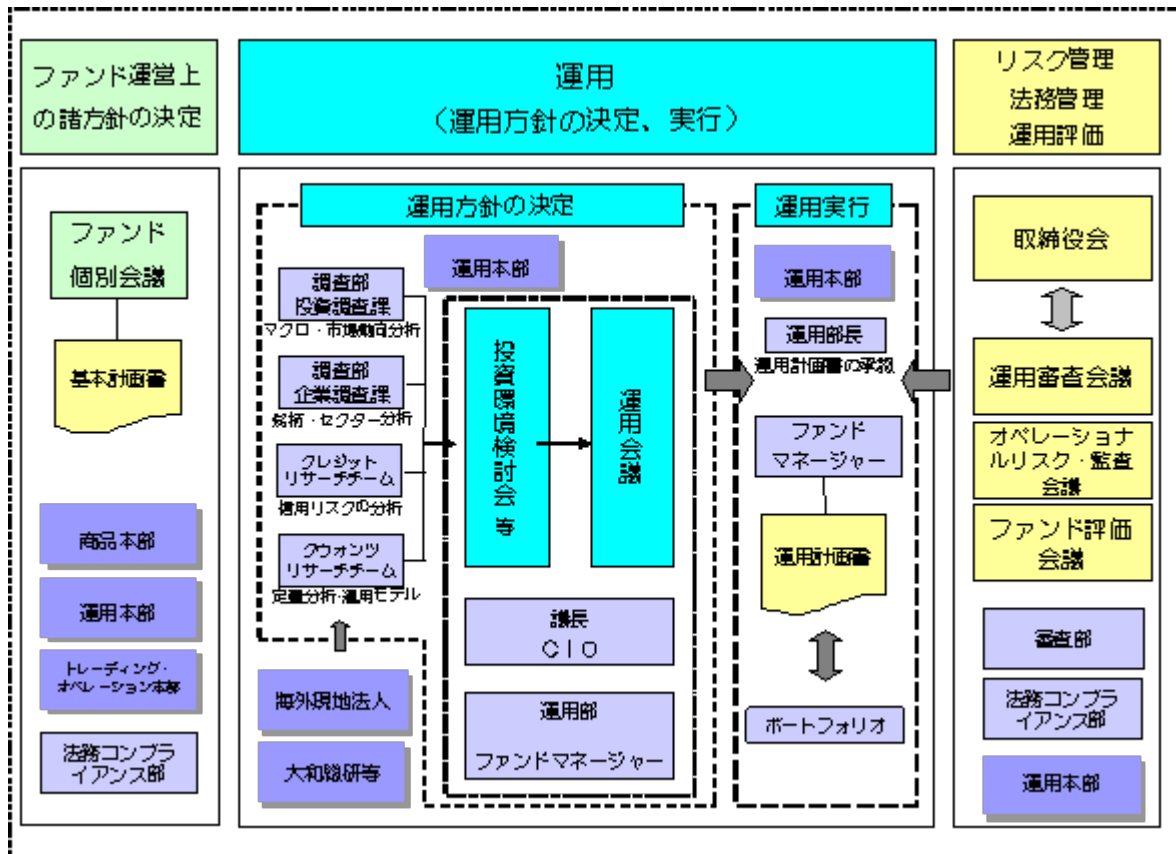 ファンド運営上
の諸方針の決定
運用
（運用方針の決定、実行）
リスク管理
法務管理
運用評価
ファンド
個別会議
基本計画書
商品本部
運用本部
トレーディング・
オペレーション本部
法務コンプラ
イアンス部
運用方針の決定
運用本部
調査部
投資調査課
マクロ・市場動向分析
調査部
企業調査課
銘柄・セクター分析
クレジット
リサーチチーム
信用リスクの分析
クウォンツ
リサーチチーム
定量分析・運用モデル
海外現地法人
大和総研等
投資環境検討会 等
運用会議
議長
ＣＩＯ
運用部
ファンドマネージャー
運用実行
運用本部
運用部長
運用計画書の承認
ファンド
マネージャー
運用計画書
ポートフォリオ
取締役会
運用審査会議
オペレーショナ
ルリスク・監査
会議
ファンド評価
会議
審査部
法務コンプラ
イアンス部
運用本部